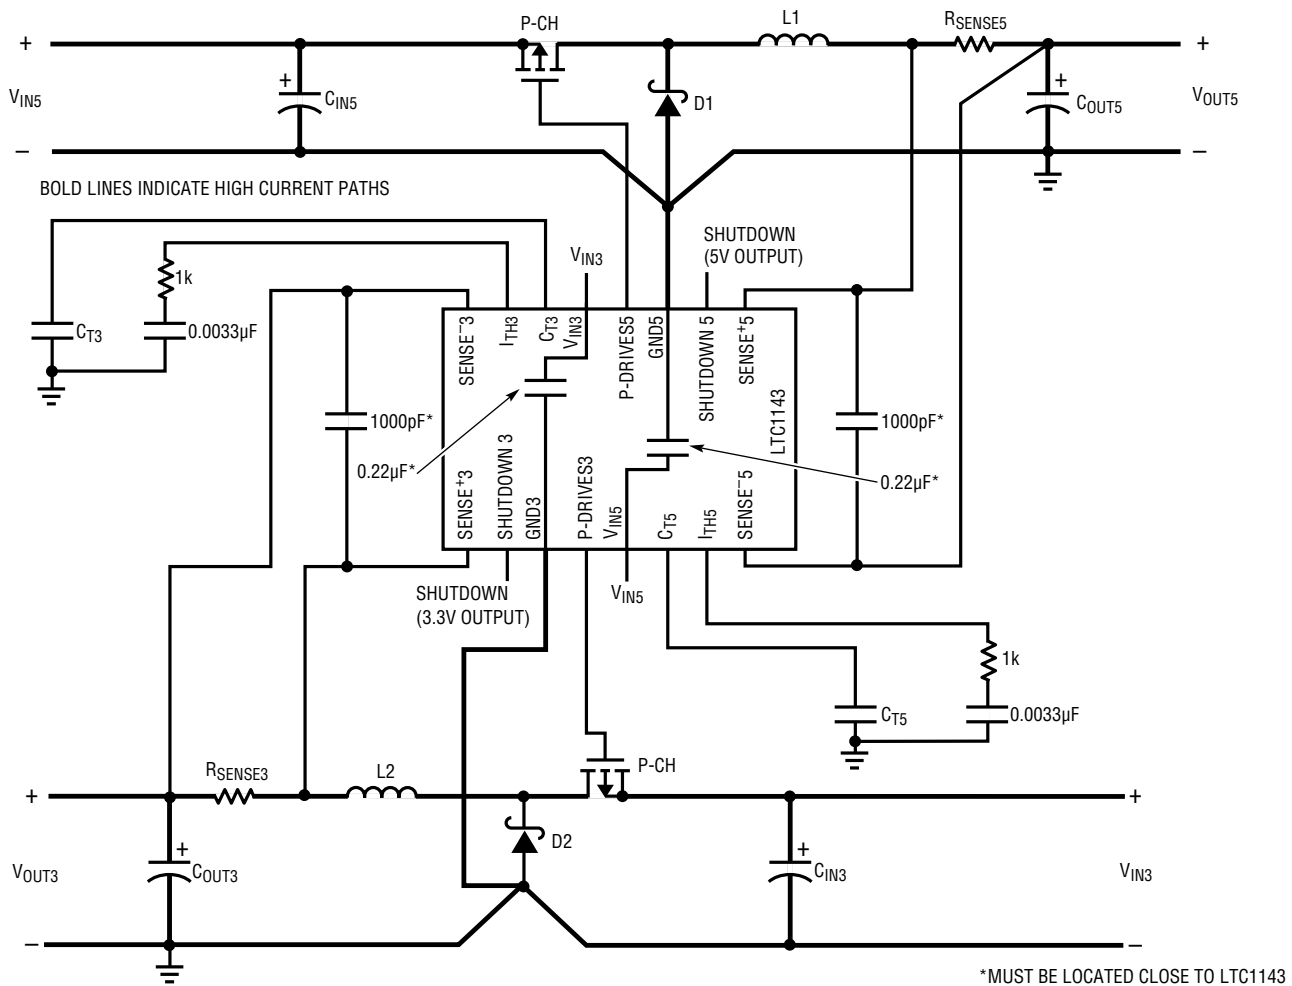 P-CH
L1
RSENSE5
+
+
VIN5
+
CIN5
D1
+
COUT5
VOUT5
–
–
BOLD LINES INDICATE HIGH CURRENT PATHS
SHUTDOWN
(5V OUTPUT)
VIN3
1k
CT3
0.0033µF
SENSE–3
ITH3
CT3
VIN3
P-DRIVES5
GND5
SHUTDOWN 5
SENSE+5
LTC1143
1000pF*
1000pF*
0.22µF*
0.22µF*
SENSE+3
SHUTDOWN 3
GND3
P-DRIVES3
VIN5
CT5
ITH5
SENSE–5
SHUTDOWN
(3.3V OUTPUT)
VIN5
1k
CT5
0.0033µF
P-CH
RSENSE3
L2
+
+
VOUT3
+
COUT3
D2
+
CIN3
VIN3
–
–
*MUST BE LOCATED CLOSE TO LTC1143